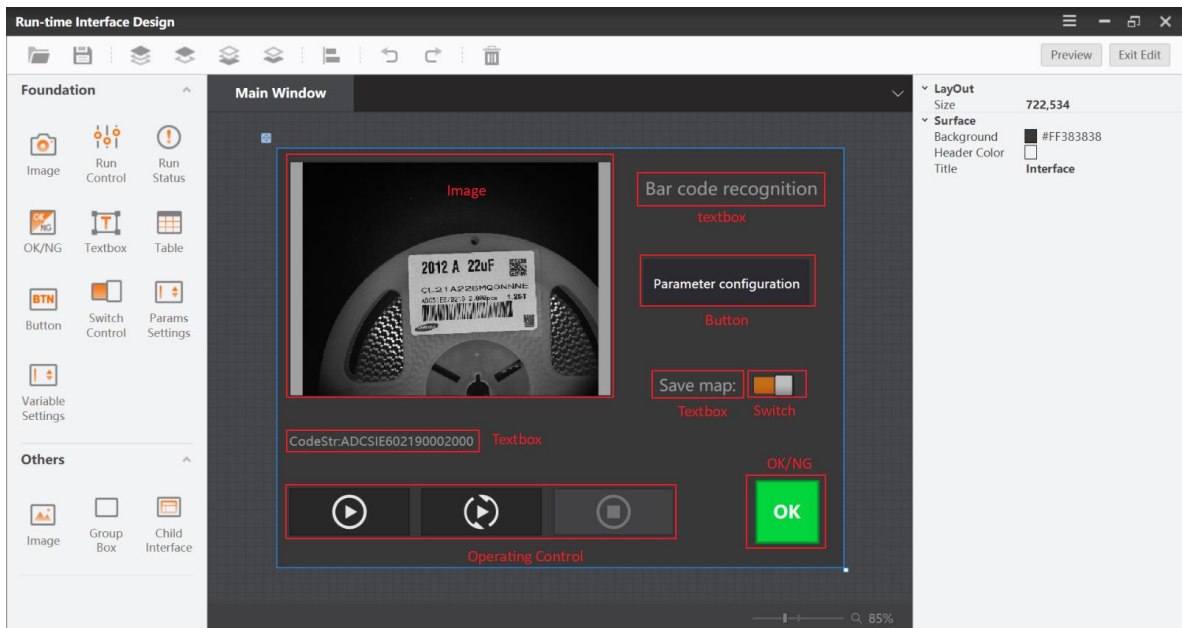 Run-time Interface Design
Preview
Exit Edit
Foundation
Image
Run
Control
Run
Status
OK
NG
OK/NG
Textbox
Table
BTN
Button
Switch
Control
Params
Settings
Variable
Settings
Others
Image
Group
Box
Child
Interface
Main Window
Image
2012 A 22uF
CL21A226MQONNNE
Bar code recognition
textbox
Parameter configuration
Button
Save map:
Textbox
Switch
CodeStr:ADCSIE602190002000
Textbox
OK/NG
OK
Operating Control
85%
LayOut
Size 722,534
Surface
Background #FF383838
Header Color
Title Interface